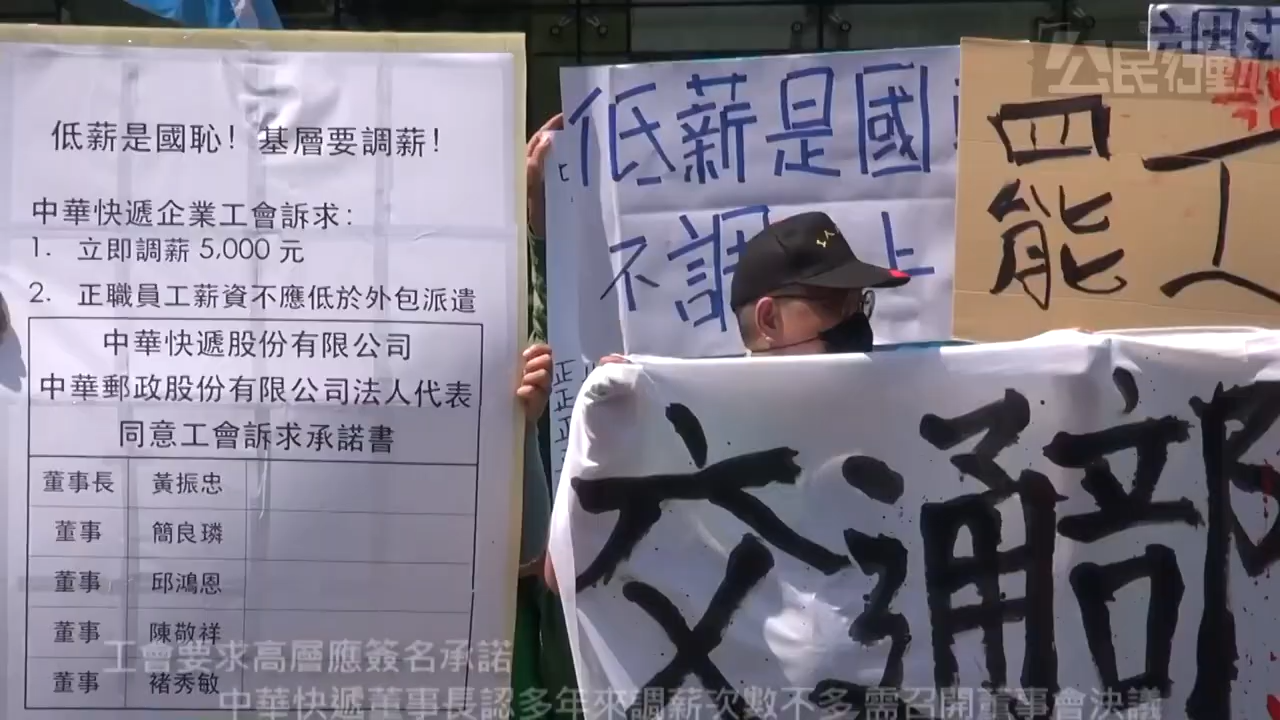 低薪是國恥！基層要調薪！
中華快遞企業工會訴求：
1. 立即調薪 5,000 元
2. 正職員工薪資不應低於外包派遣
中華快遞股份有限公司
中華郵政股份有限公司法人代表
同意工會訴求承諾書
董事長 黃振忠
董事 簡良璘
董事 邱鴻恩
董事 陳敬祥
董事 褚秀敏
低薪是國
不調
上
罷工
能
調
公民行動
交通部
工會要求高層應簽名承諾
中華快遞董事長認多年來調薪次數不多 需召開董事會決議